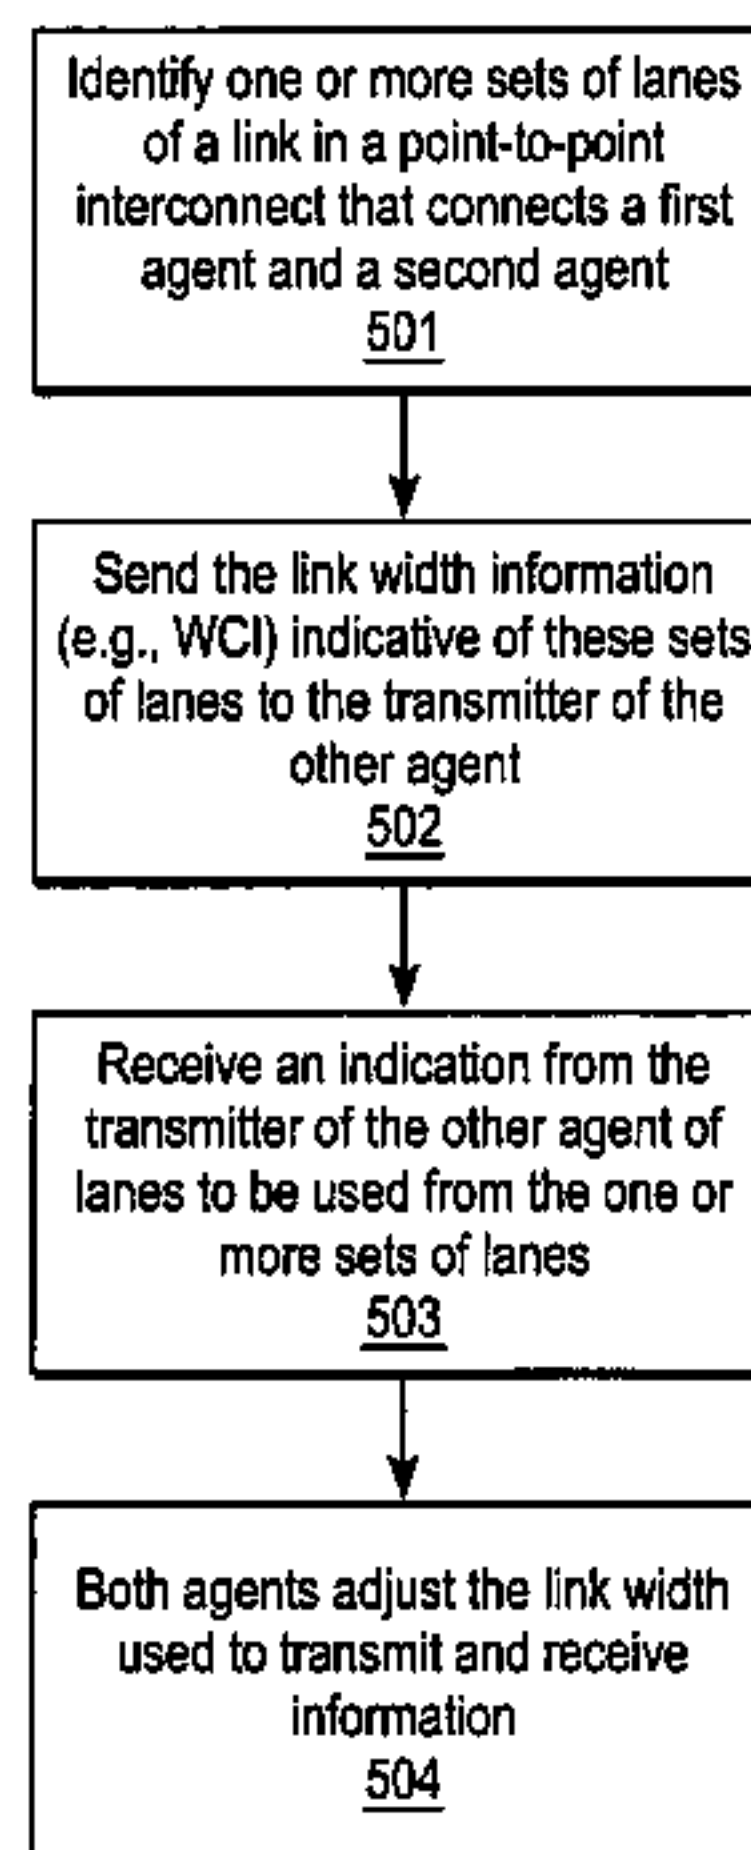 Identify one or more sets of lanes
of a link in a point-to-point
interconnect that connects a first
agent and a second agent
501
Send the link width information
(e.g., WCI) indicative of these sets
of lanes to the transmitter of the
other agent
502
Receive an indication from the
transmitter of the other agent of
lanes to be used from the one or
more sets of lanes
503
Both agents adjust the link width
used to transmit and receive
information
504